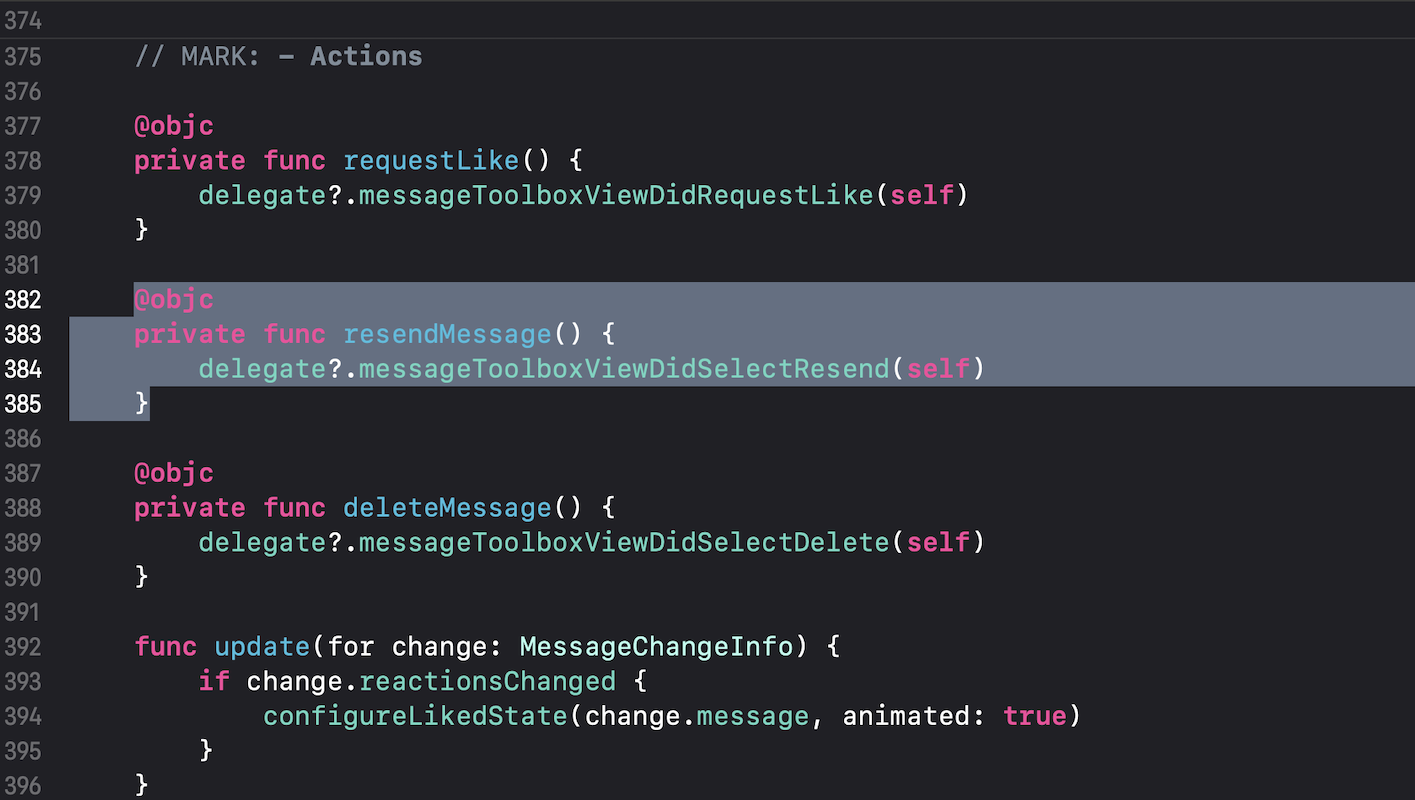 374
375 // MARK: - Actions
376
377 @objc
378 private func requestLike() {
379 delegate?.messageToolboxViewDidRequestLike(self)
380 }
381
382 @objc
383 private func resendMessage() {
384 delegate?.messageToolboxViewDidSelectResend(self)
385 }
386
387 @objc
388 private func deleteMessage() {
389 delegate?.messageToolboxViewDidSelectDelete(self)
390 }
391
392 func update(for change: MessageChangeInfo) {
393 if change.reactionsChanged {
394 configureLikedState(change.message, animated: true)
395 }
396 }